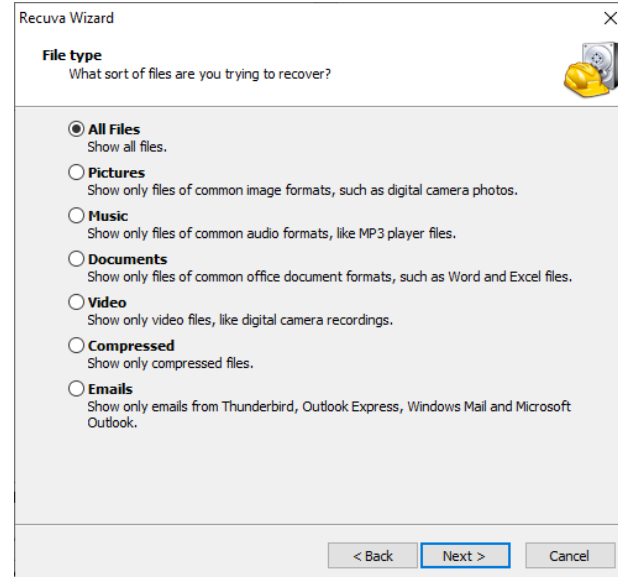 Recuva Wizard
File type
What sort of files are you trying to recover?
All Files
Show all files.
Pictures
Show only files of common image formats, such as digital camera photos.
Music
Show only files of common audio formats, like MP3 player files.
Documents
Show only files of common office document formats, such as Word and Excel files.
Video
Show only video files, like digital camera recordings.
Compressed
Show only compressed files.
Emails
Show only emails from Thunderbird, Outlook Express, Windows Mail and Microsoft
Outlook.
< Back Next > Cancel